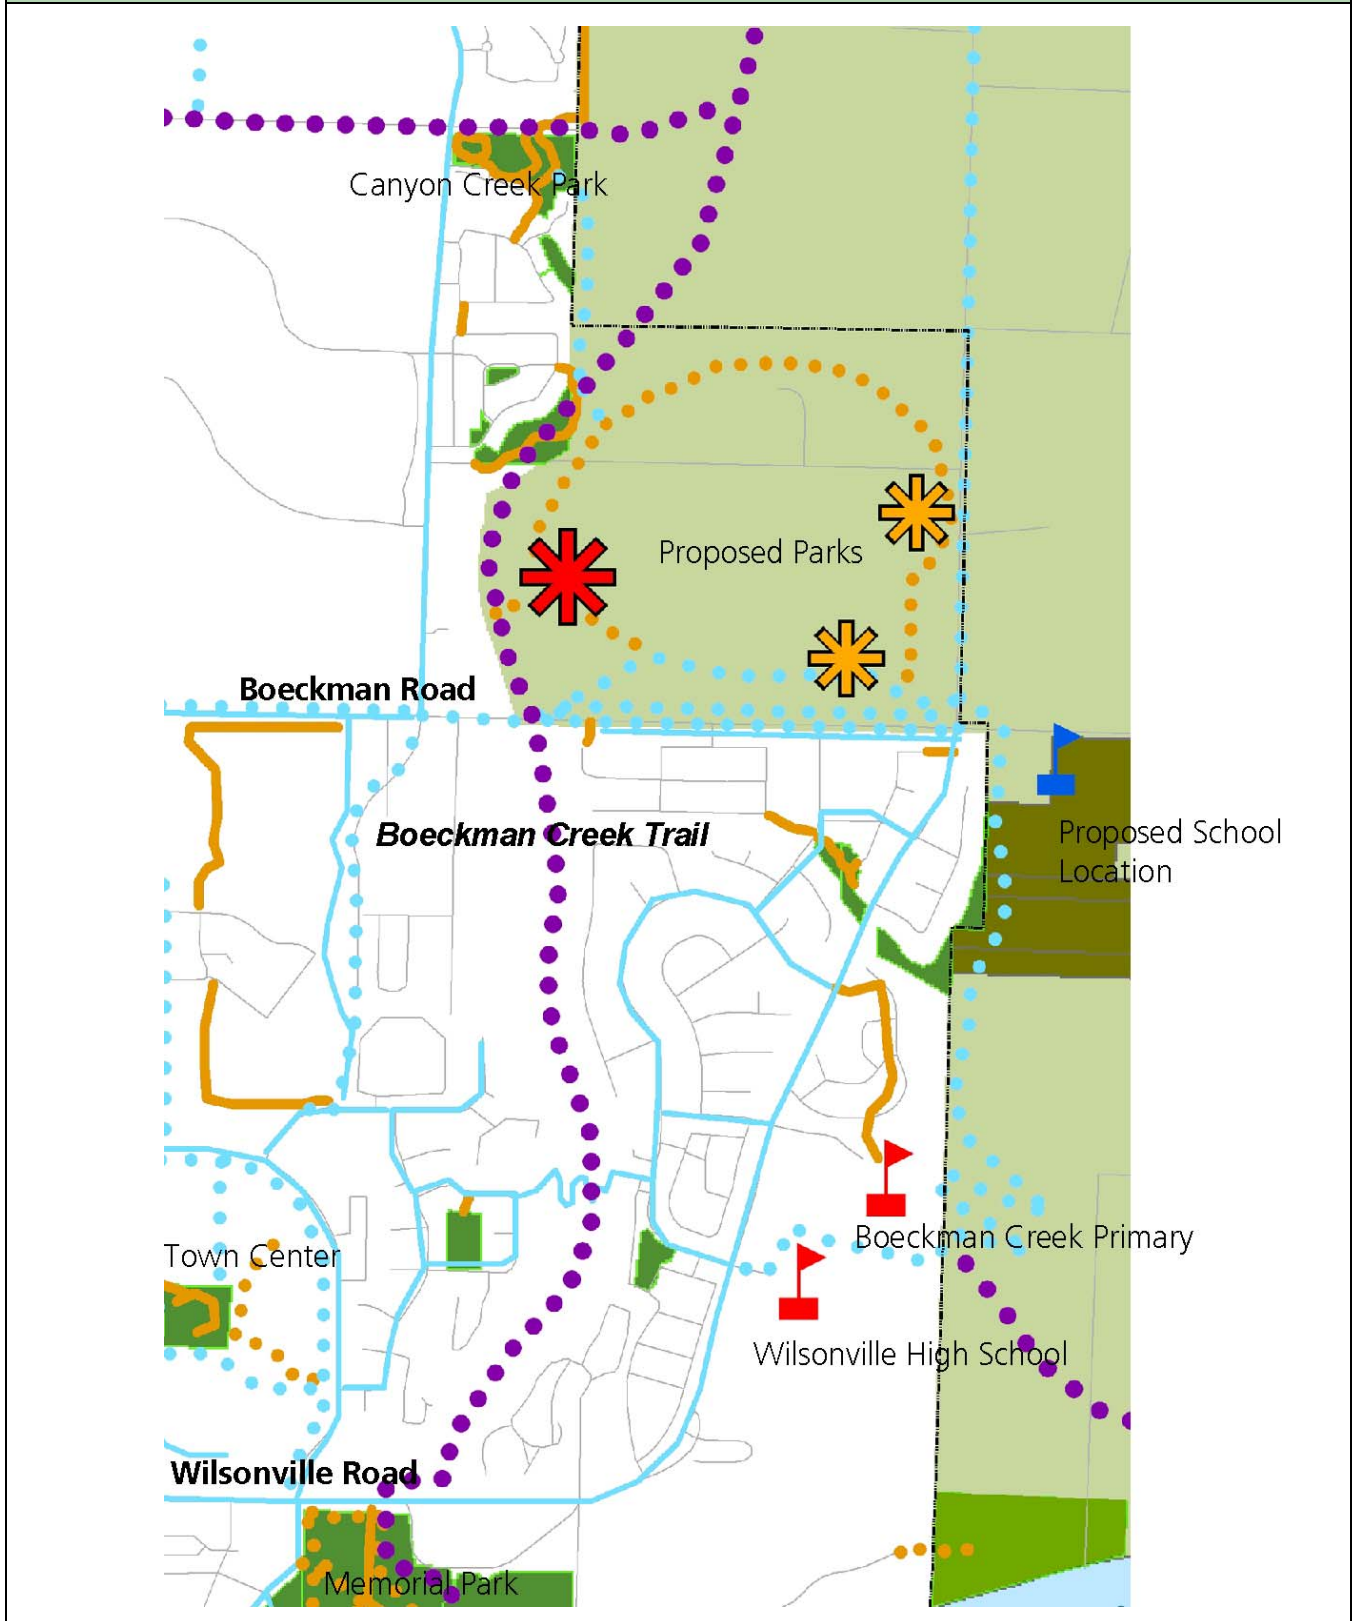 Canyon Creek Park
Proposed Parks
Boeckman Road
Boeckman Creek Trail
Proposed School
Location
Boeckman Creek Primary
Town Center
Wilsonville High School
Wilsonville Road
Memorial Park